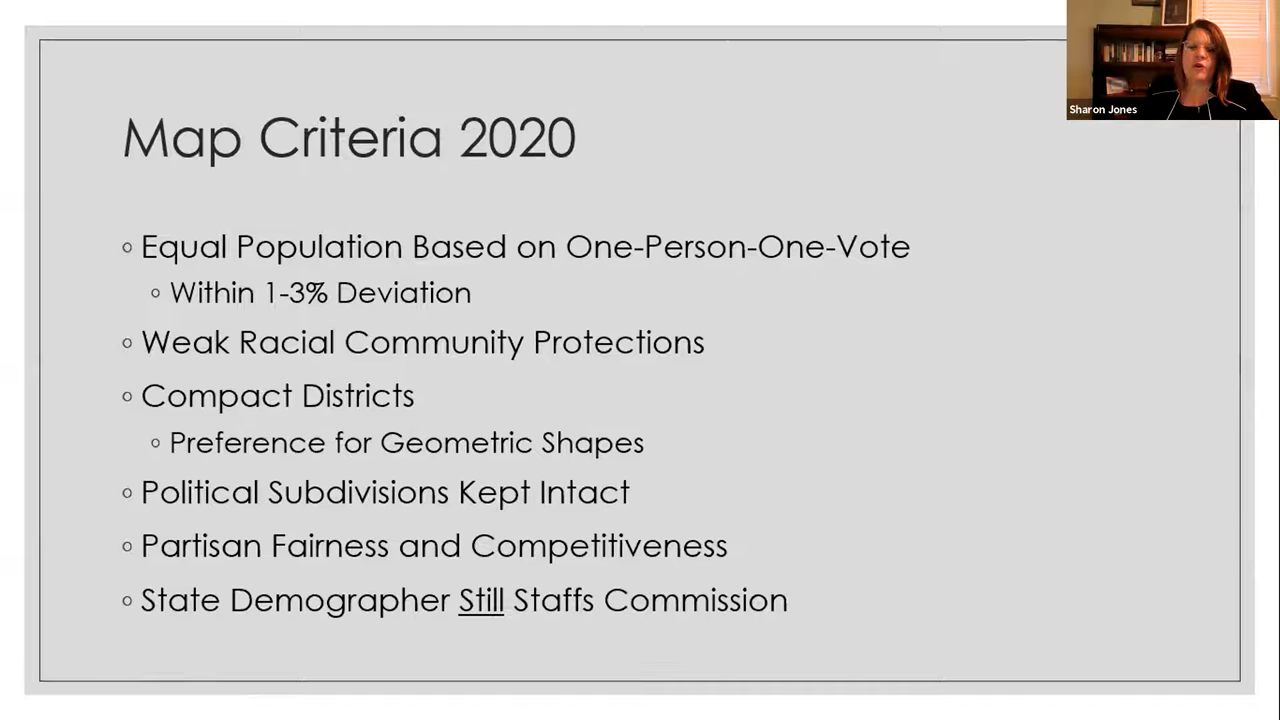 Sharon Jones
Map Criteria 2020
◦ Equal Population Based on One-Person-One-Vote
◦ Within 1-3% Deviation
◦ Weak Racial Community Protections
◦ Compact Districts
◦ Preference for Geometric Shapes
◦ Political Subdivisions Kept Intact
◦ Partisan Fairness and Competitiveness
◦ State Demographer Still Staffs Commission